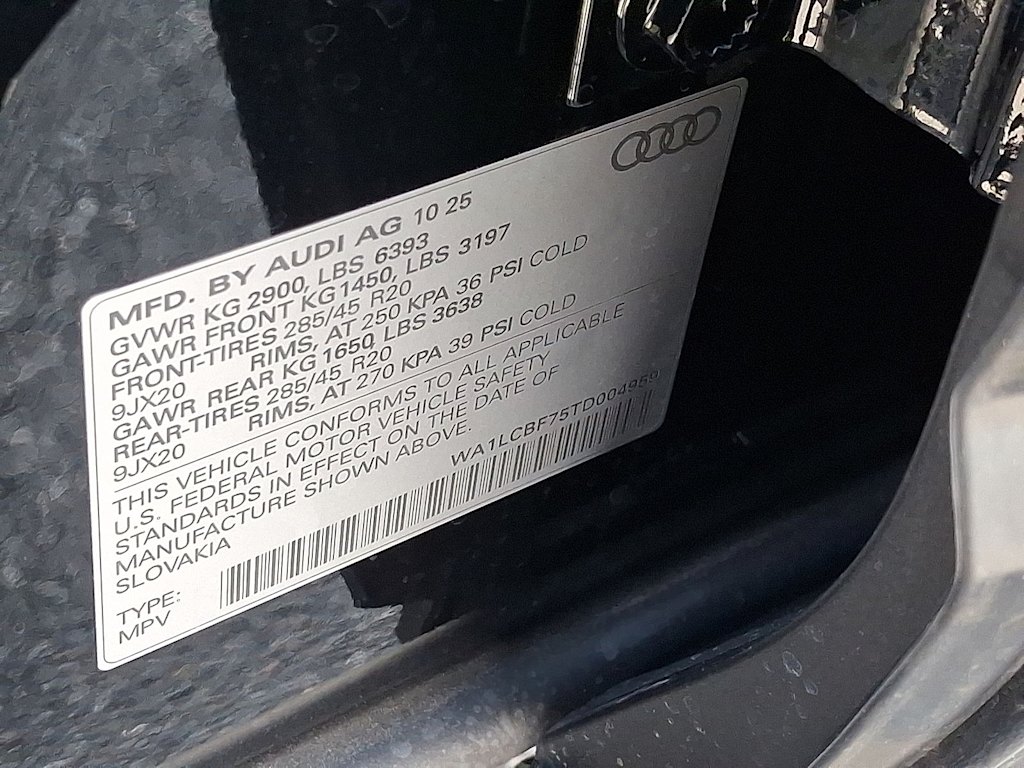 MFD. BY AUDI AG 10 25
GVWR KG 2900, LBS 6393
GAWR FRONT KG1450, LBS 3197
FRONT-TIRES 285/45 R20
9JX20 RIMS, AT 250 KPA 36 PSI COLD
GAWR REAR KG 1650, LBS 3638
REAR-TIRES 285/45 R20
9JX20 RIMS, AT 270 KPA 39 PSI COLD
THIS VEHICLE CONFORMS TO ALL APPLICABLE
U.S. FEDERAL MOTOR VEHICLE SAFETY
STANDARDS IN EFFECT ON THE DATE OF
MANUFACTURE SHOWN ABOVE.
SLOVAKIA
WA1LCBF75TD004959
TYPE:
MPV